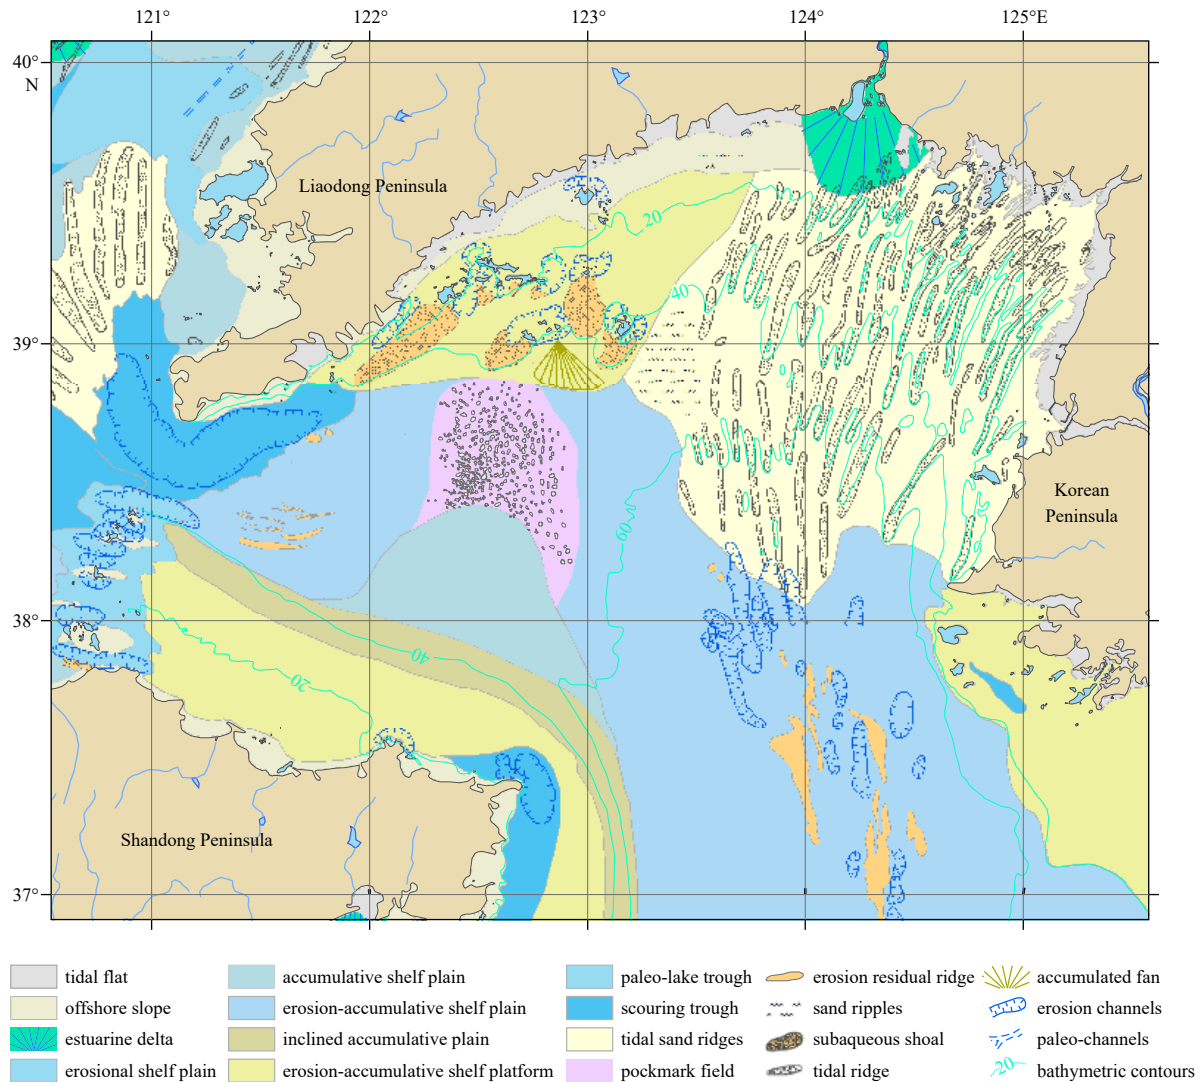 121° 122° 123° 124° 125°E
40°
N
Liaodong Peninsula
20
40
39°
Korean
Peninsula
60
38°
40
20
Shandong Peninsula
37°
tidal flat accumulative shelf plain paleo-lake trough erosion residual ridge accumulated fan
offshore slope erosion-accumulative shelf plain scouring trough sand ripples erosion channels
estuarine delta inclined accumulative plain tidal sand ridges subaqueous shoal paleo-channels
erosional shelf plain erosion-accumulative shelf platform pockmark field tidal ridge 20 bathymetric contours